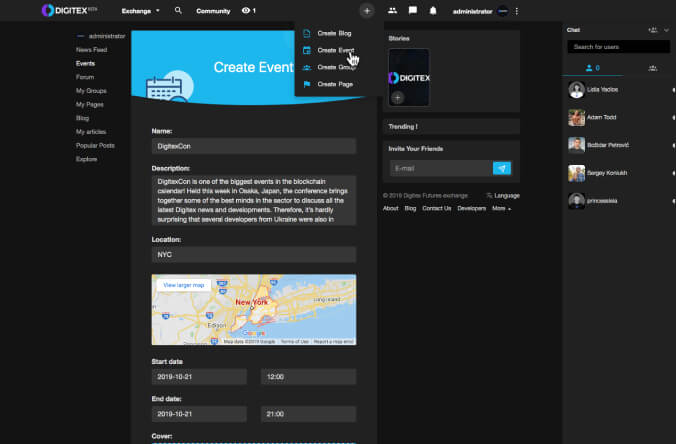 DIGITEX BETA
Exchange
Community
1
administrator
Create Blog
Create Event
Create Group
Create Page
administrator
News Feed
Events
Forum
My Groups
My Pages
Blog
My articles
Popular Posts
Explore
Create Event
Name:
DigitexCon
Description:
DigitexCon is one of the biggest events in the blockchain
calendar! Held this week in Osaka, Japan, the conference brings
together some of the best minds in the sector to discuss all the
latest Digitex news and developments. Therefore, it's hardly
surprising that several developers from Ukraine were also in
Location:
NYC
View larger map
New York
Long Island
Edison
Google
Map data ©2019 Google
Terms of Use
Report a map error
Start date
2019-10-21
12:00
End date:
2019-10-21
21:00
Cover:
Stories
DIGITEX
Trending !
Invite Your Friends
E-mail
© 2019 Digitex Futures exchange
Language
About
Blog
Contact Us
Developers
More
Chat
Search for users
0
Lidia Yadlos
Adam Todd
Božidar Petrović
Sergey Koniukh
princessleia